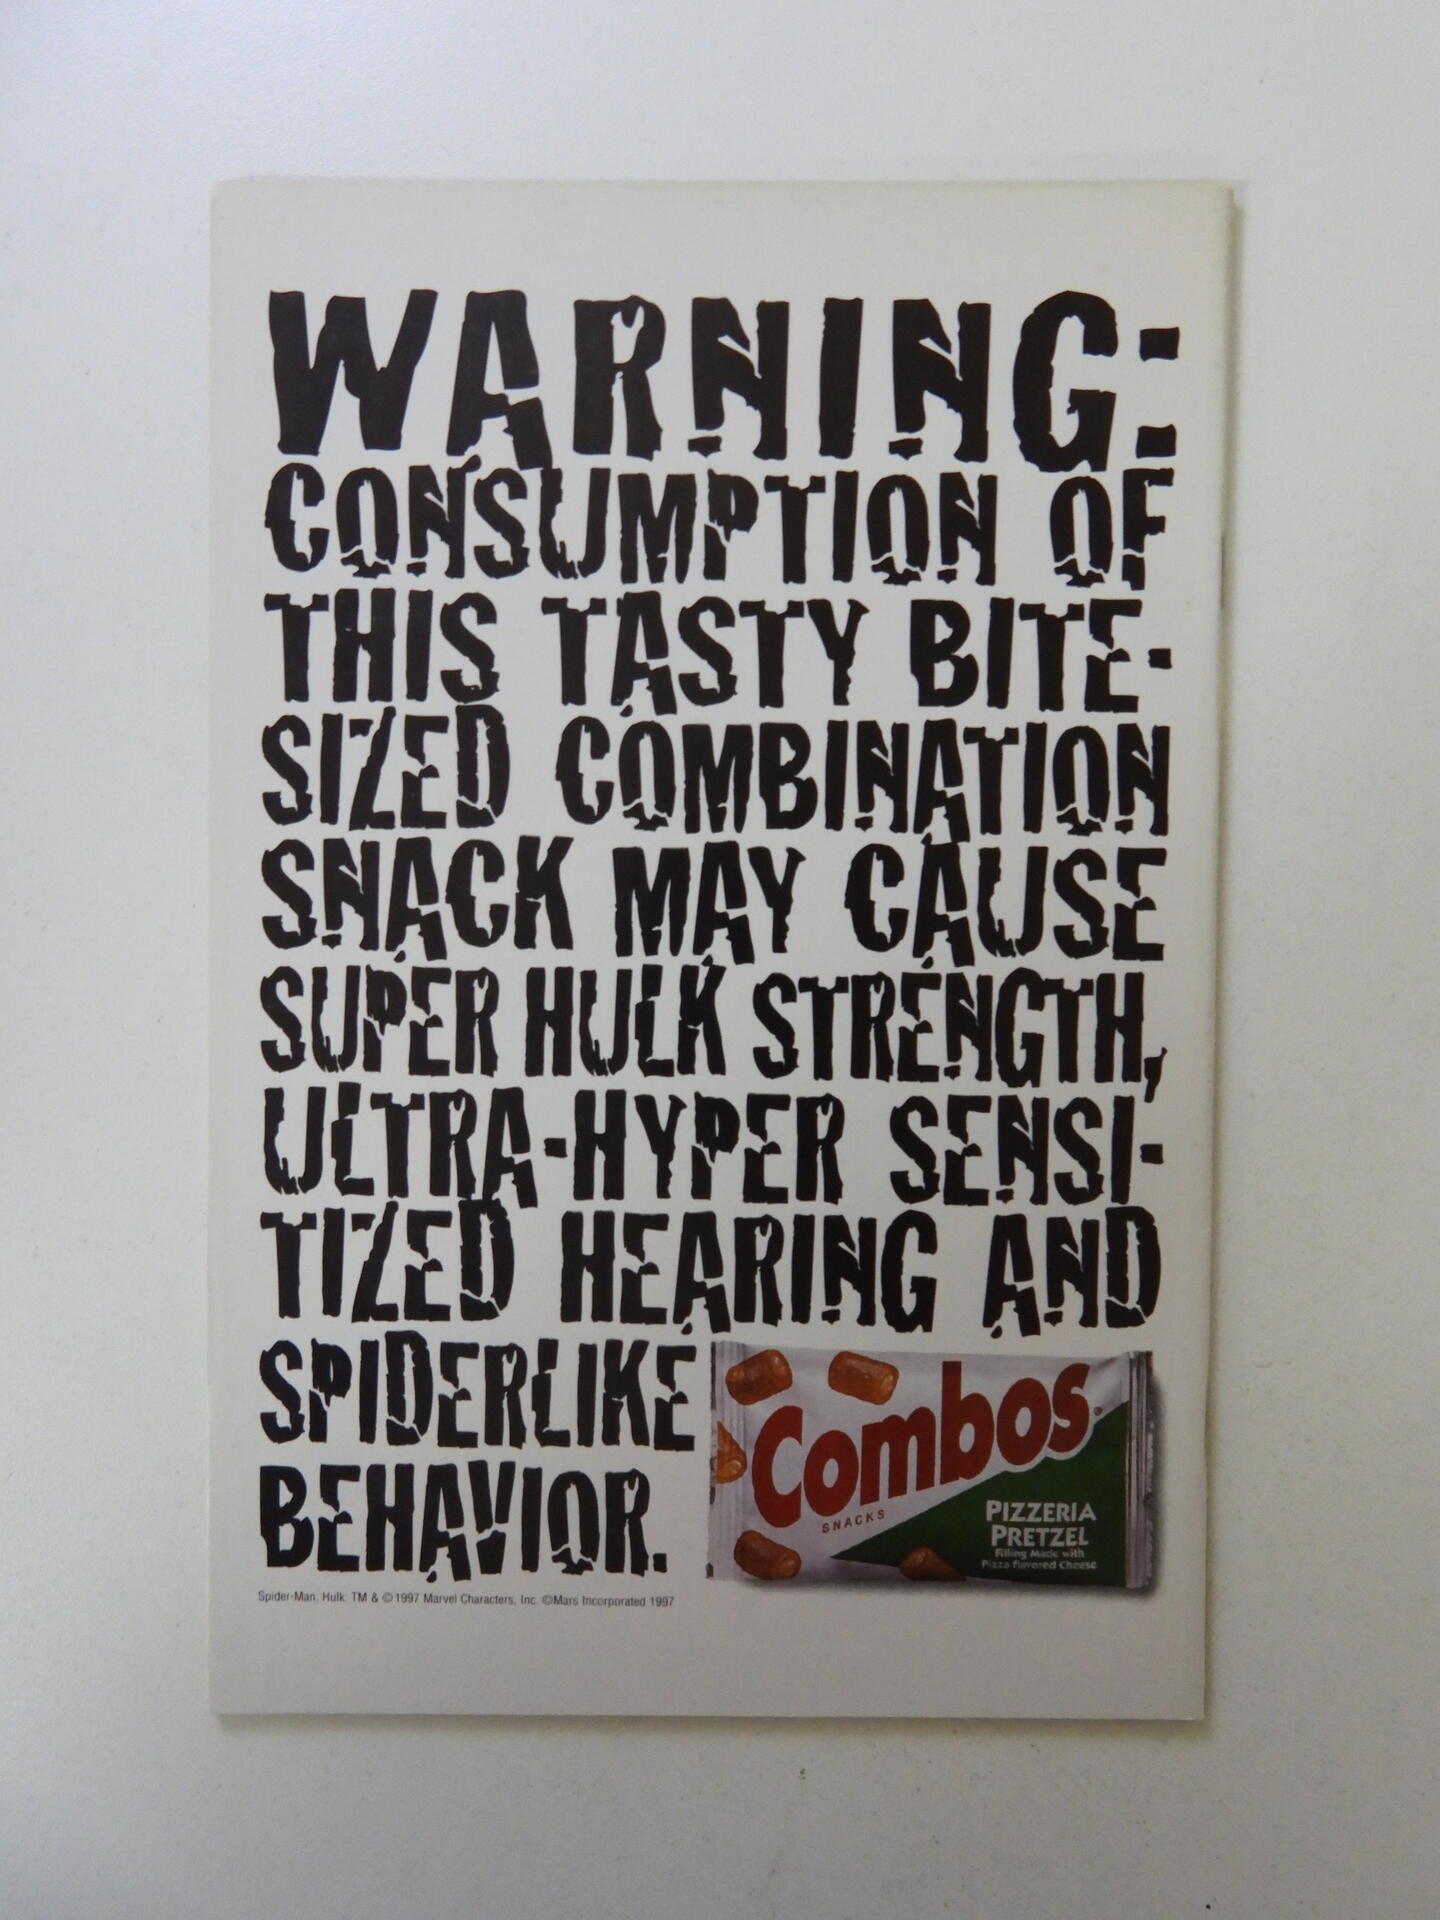 WARNING:
CONSUMPTION OF
THIS TASTY BITE-
SIZED COMBINATION
SNACK MAY CAUSE
SUPER HULK STRENGTH,
ULTRA-HYPER SENSI-
TIZED HEARING AND
SPIDERLIKE
BEHAVIOR.
Combos®
SNACKS
PIZZERIA
PRETZEL
Filling Made with
Pizza flavored Cheese
Spider-Man, Hulk: TM & © 1997 Marvel Characters, Inc. ©Mars Incorporated 1997